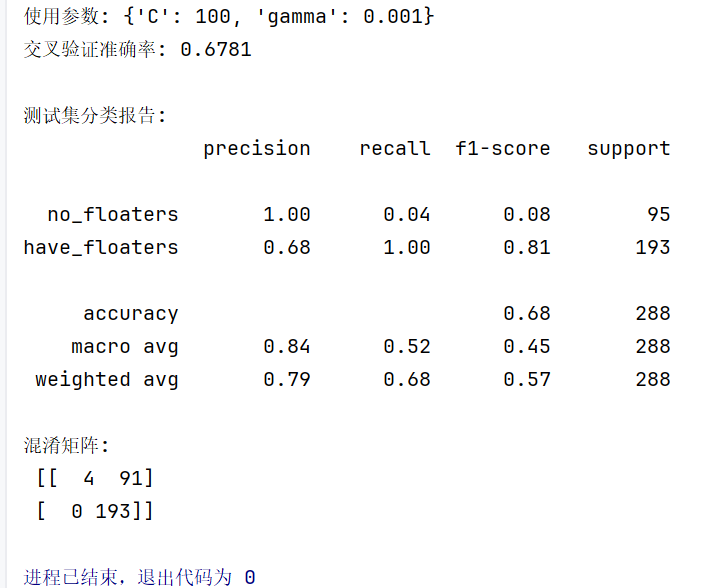 使用参数: {'C': 100, 'gamma': 0.001}
交叉验证准确率: 0.6781
测试集分类报告:
precision recall f1-score support
no_floaters 1.00 0.04 0.08 95
have_floaters 0.68 1.00 0.81 193
accuracy 0.68 288
macro avg 0.84 0.52 0.45 288
weighted avg 0.79 0.68 0.57 288
混淆矩阵:
[[ 4 91]
[ 0 193]]
进程已结束，退出代码为 0